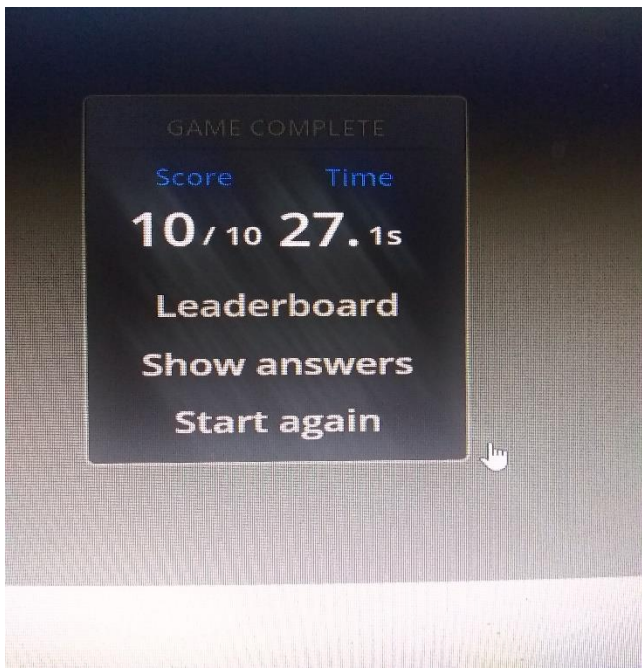 GAME COMPLETE
Score Time
10 / 10 27. 1s
Leaderboard
Show answers
Start again